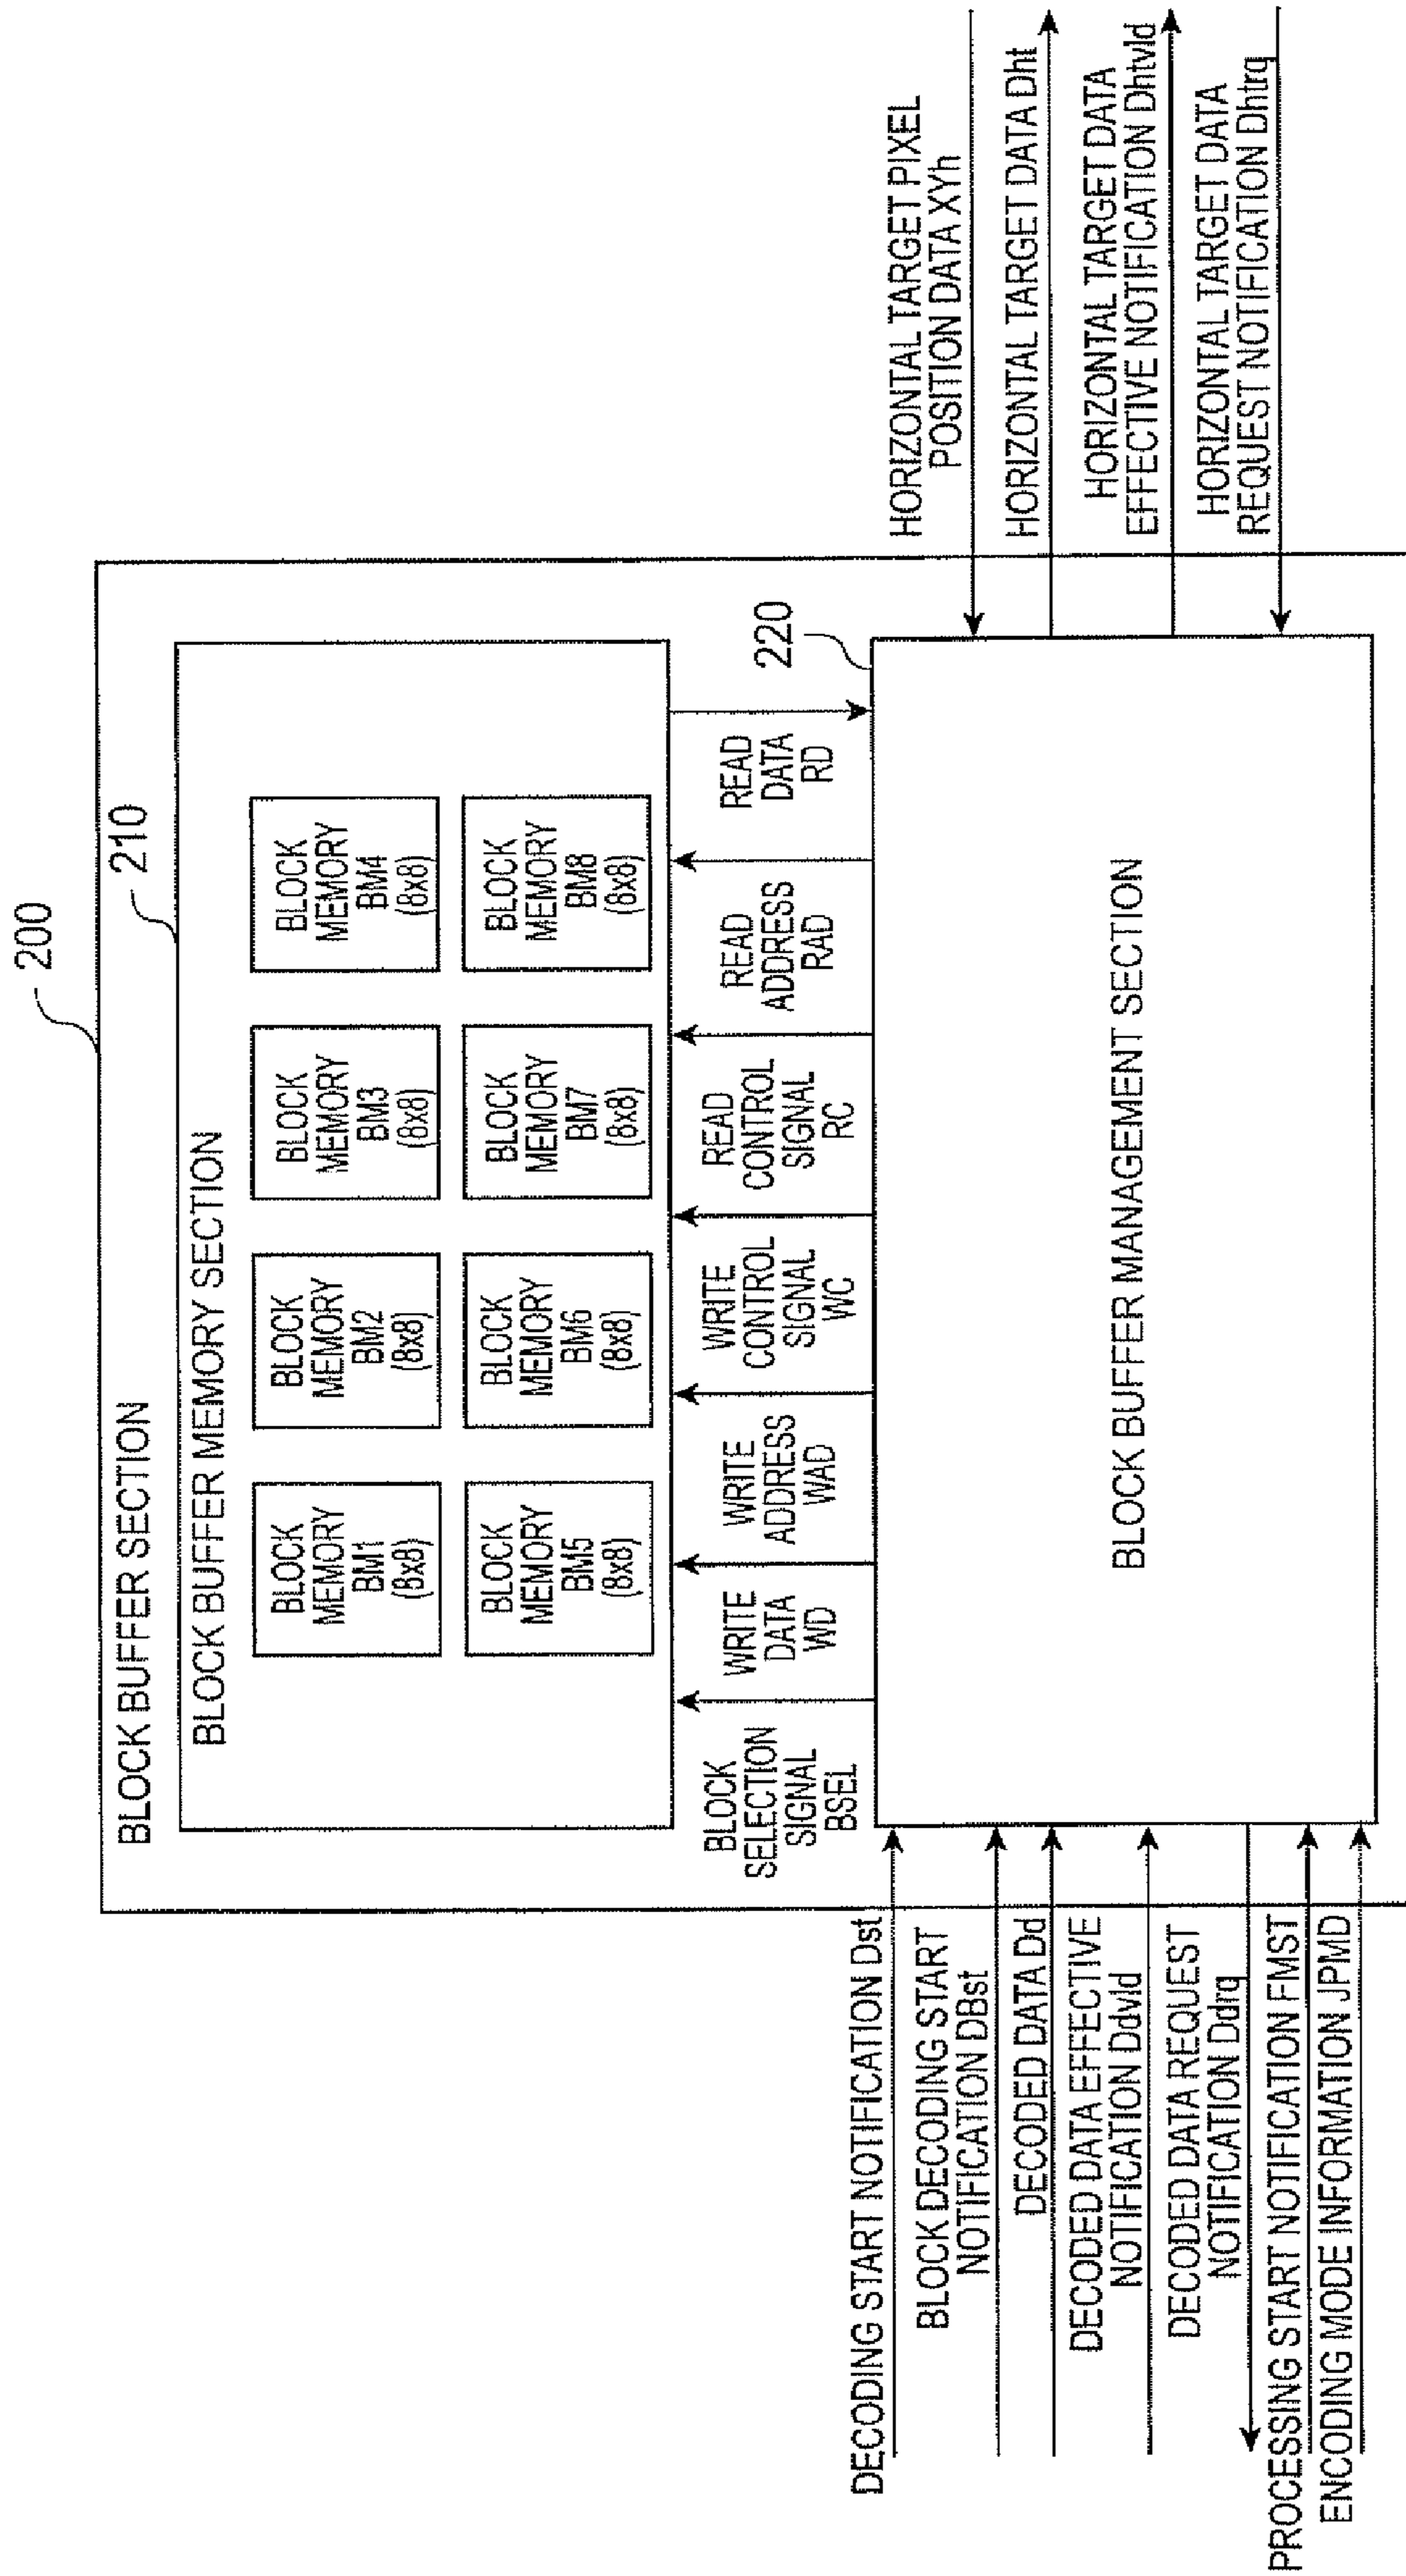 200
BLOCK BUFFER SECTION
210
BLOCK BUFFER MEMORY SECTION
BLOCK
MEMORY
BM1
(8x8)
BLOCK
MEMORY
BM2
(8x8)
BLOCK
MEMORY
BM3
(8x8)
BLOCK
MEMORY
BM4
(8x8)
BLOCK
MEMORY
BM5
(8x8)
BLOCK
MEMORY
BM6
(8x8)
BLOCK
MEMORY
BM7
(8x8)
BLOCK
MEMORY
BM8
(8x8)
BLOCK
SELECTION
SIGNAL
BSEL
WRITE
DATA
WD
WRITE
ADDRESS
WAD
WRITE
CONTROL
SIGNAL
WC
READ
CONTROL
SIGNAL
RC
READ
ADDRESS
RAD
READ
DATA
RD
220
BLOCK BUFFER MANAGEMENT SECTION
DECODING START NOTIFICATION Dst
BLOCK DECODING START
NOTIFICATION DBst
DECODED DATA Dd
DECODED DATA EFFECTIVE
NOTIFICATION Ddvld
DECODED DATA REQUEST
NOTIFICATION Ddrq
PROCESSING START NOTIFICATION FMST
ENCODING MODE INFORMATION JPMD
HORIZONTAL TARGET PIXEL
POSITION DATA XYh
HORIZONTAL TARGET DATA Dht
HORIZONTAL TARGET DATA
EFFECTIVE NOTIFICATION Dhtvld
HORIZONTAL TARGET DATA
REQUEST NOTIFICATION Dhtrq